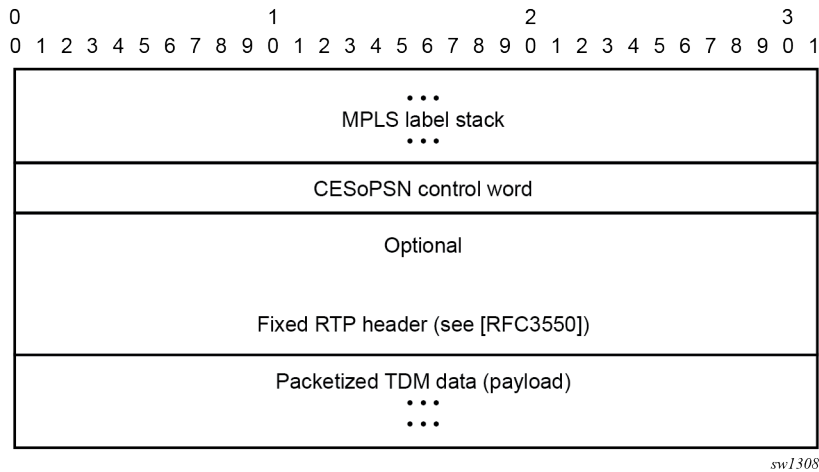 0 1 2 3
0 1 2 3 4 5 6 7 8 9 0 1 2 3 4 5 6 7 8 9 0 1 2 3 4 5 6 7 8 9 0 1
• • •
MPLS label stack
• • •
CESoPSN control word
Optional
Fixed RTP header (see [RFC3550])
Packetized TDM data (payload)
• • •
• • •
sw1308